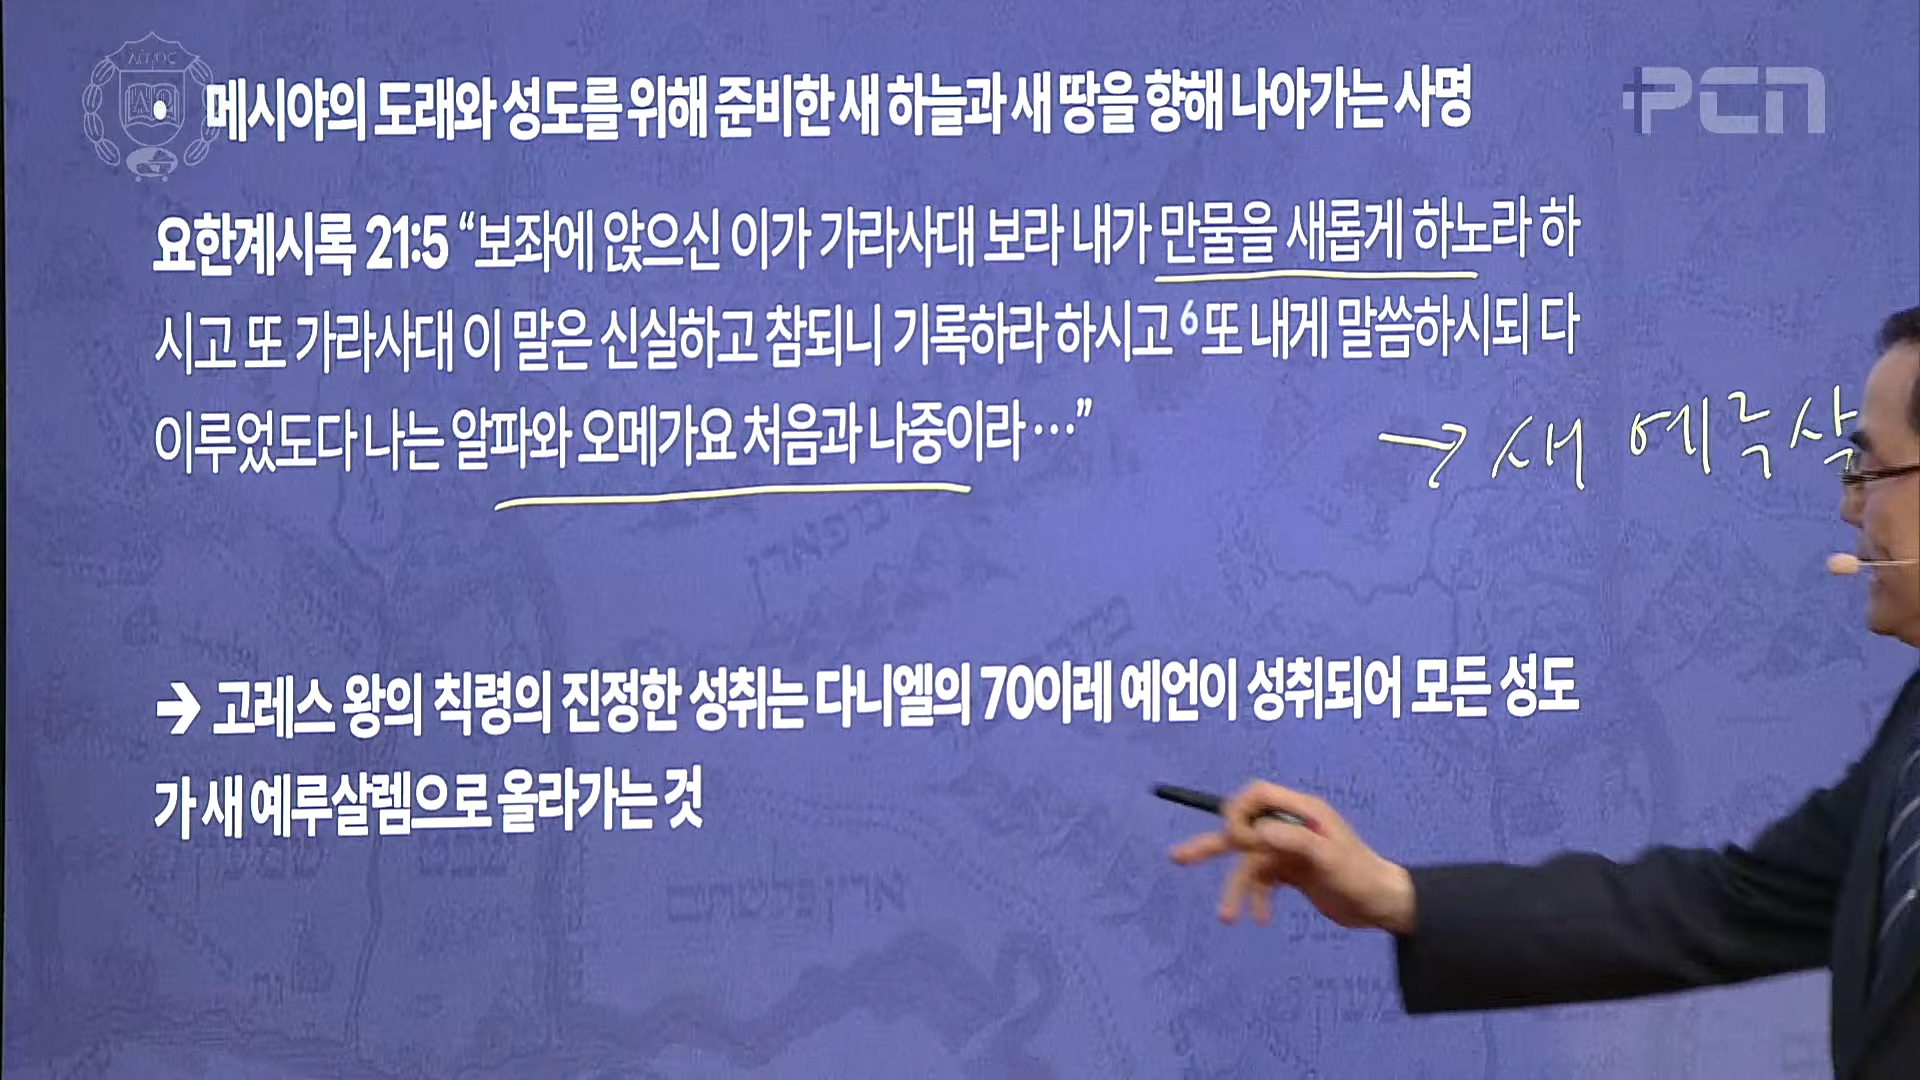 • 메시야의 도래와 성도를 위해 준비한 새 하늘과 새 땅을 향해 나아가는 사명
PCN
요한계시록 21:5 “보좌에 앉으신 이가 가라사대 보라 내가 만물을 새롭게 하노라 하
시고 또 가라사대 이 말은 신실하고 참되니 기록하라 하시고 6 또 내게 말씀하시되 다
이루었도다 나는 알파와 오메가요 처음과 나중이라…”
→ 새 예루살
→ 고레스 왕의 칙령의 진정한 성취는 다니엘의 70이레 예언이 성취되어 모든 성도
가 새 예루살렘으로 올라가는 것